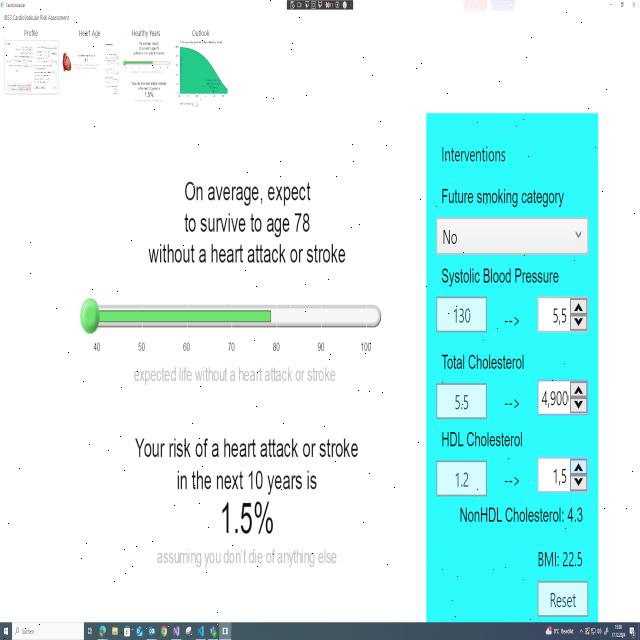 CardioVaskular
JBS3 CardioVaskular Risk Assessment
Profile
Heart Age
Healthy Years
Outlook
On average, expect
to survive to age 78
without a heart attack or stroke
40 50 60 70 80 90 100
expected life without a heart attack or stroke
Your risk of a heart attack or stroke
in the next 10 years is
1.5%
assuming you don't die of anything else
Interventions
Future smoking category
No
Systolic Blood Pressure
130 --> 5,5
Total Cholesterol
5.5 --> 4,900
HDL Cholesterol
1.2 --> 1,5
NonHDL Cholesterol: 4.3
BMI: 22.5
Reset
Suchen